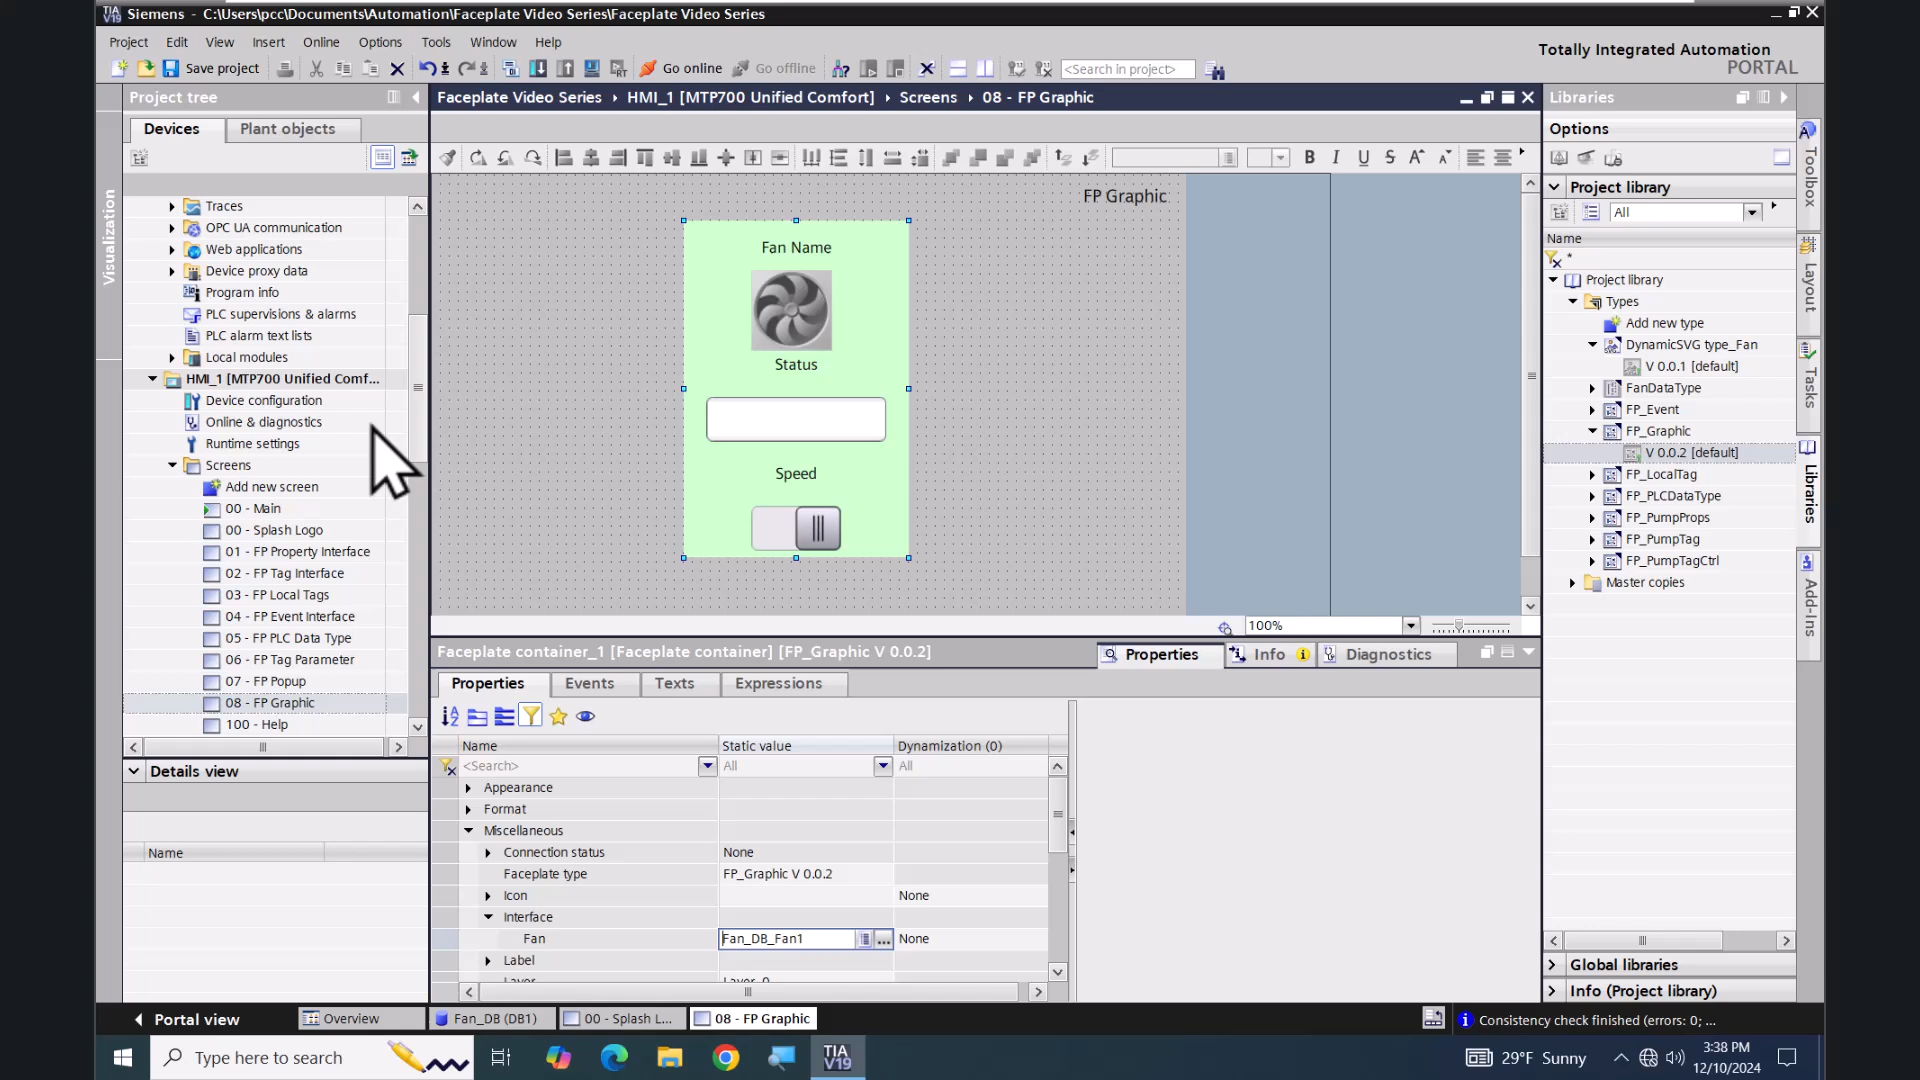 TIA V19 Siemens - C:\Users\pcc\Documents\Automation\Faceplate Video Series\Faceplate Video Series
Project Edit View Insert Online Options Tools Window Help
Totally Integrated Automation
PORTAL
Save project Go online Go offline <Search in project>
Project tree
Faceplate Video Series › HMI_1 [MTP700 Unified Comfort] › Screens › 08 - FP Graphic
Libraries
Devices Plant objects
Options
Visualization
Traces
OPC UA communication
Web applications
Device proxy data
Program info
PLC supervisions & alarms
PLC alarm text lists
Local modules
HMI_1 [MTP700 Unified Comf...
Device configuration
Online & diagnostics
Runtime settings
Screens
Add new screen
00 - Main
00 - Splash Logo
01 - FP Property Interface
02 - FP Tag Interface
03 - FP Local Tags
04 - FP Event Interface
05 - FP PLC Data Type
06 - FP Tag Parameter
07 - FP Popup
08 - FP Graphic
100 - Help
Details view
Name
B I U S A A
FP Graphic
Fan Name
Status
Speed
100%
Faceplate container_1 [Faceplate container] [FP_Graphic V 0.0.2]
Properties Info Diagnostics
Properties Events Texts Expressions
Name Static value Dynamization (0)
<Search> All All
Appearance
Format
Miscellaneous
Connection status None
Faceplate type FP_Graphic V 0.0.2
Icon None
Interface
Fan Fan_DB_Fan1 ... None
Label
Layer Layer_0
Project library
All
Name
*
Project library
Types
Add new type
DynamicSVG type_Fan
V 0.0.1 [default]
FanDataType
FP_Event
FP_Graphic
V 0.0.2 [default]
FP_LocalTag
FP_PLCDataType
FP_PumpProps
FP_PumpTag
FP_PumpTagCtrl
Master copies
Global libraries
Info (Project library)
Toolbox
Layout
Tasks
Libraries
Add-Ins
Portal view Overview Fan_DB (DB1) 00 - Splash L... 08 - FP Graphic
Consistency check finished (errors: 0; ...
Type here to search
TIA V19
29°F Sunny
3:38 PM
12/10/2024